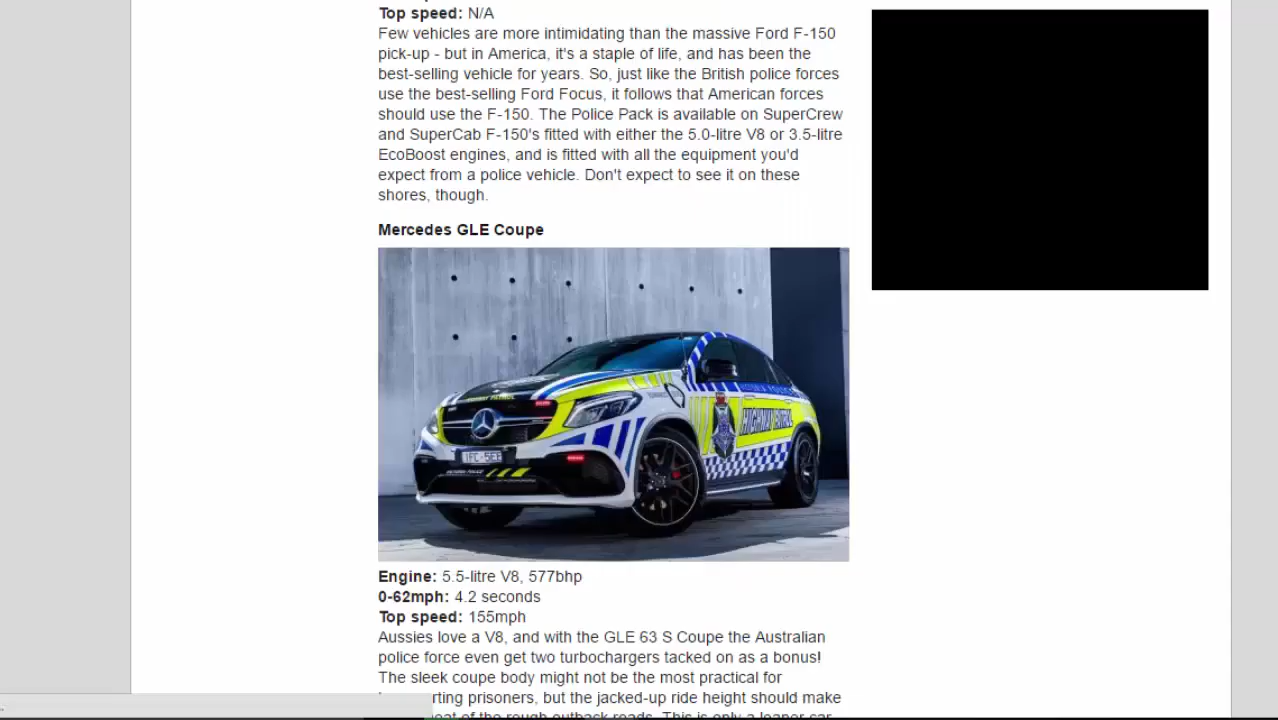 Top speed: N/A
Few vehicles are more intimidating than the massive Ford F-150
pick-up - but in America, it's a staple of life, and has been the
best-selling vehicle for years. So, just like the British police forces
use the best-selling Ford Focus, it follows that American forces
should use the F-150. The Police Pack is available on SuperCrew
and SuperCab F-150's fitted with either the 5.0-litre V8 or 3.5-litre
EcoBoost engines, and is fitted with all the equipment you'd
expect from a police vehicle. Don't expect to see it on these
shores, though.
Mercedes GLE Coupe
HIGHWAY PATROL
VICTORIA POLICE
Engine: 5.5-litre V8, 577bhp
0-62mph: 4.2 seconds
Top speed: 155mph
Aussies love a V8, and with the GLE 63 S Coupe the Australian
police force even get two turbochargers tacked on as a bonus!
The sleek coupe body might not be the most practical for
prisoners, but the jacked-up ride height should make
of the rough outback roads. This is only a loaner car